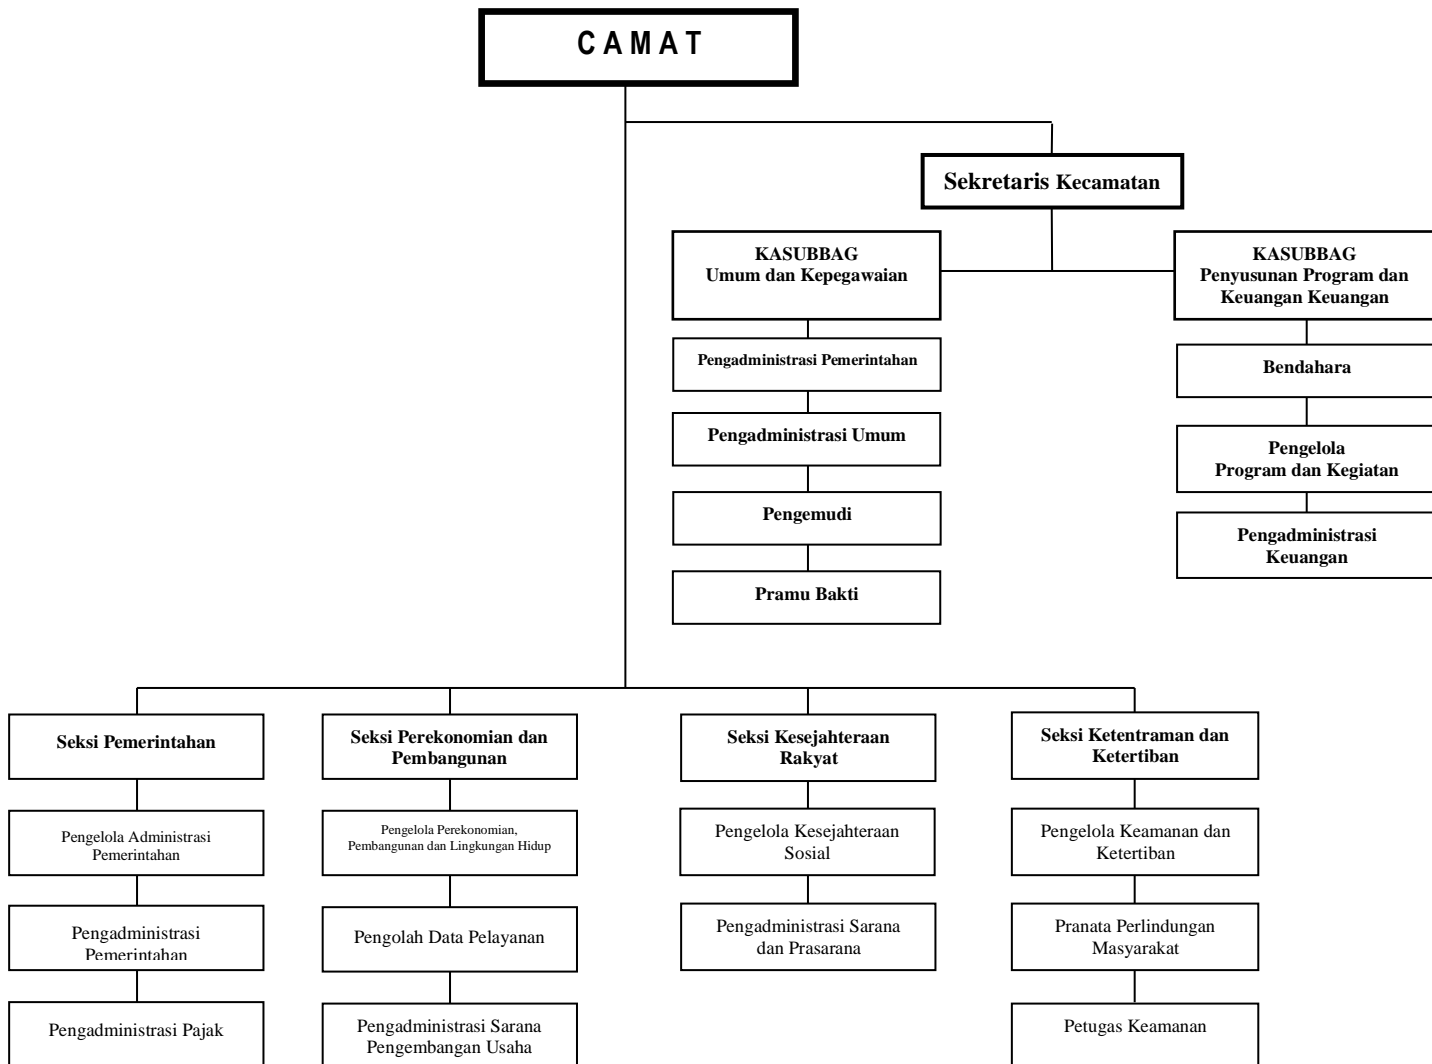 C A M A T
Sekretaris Kecamatan
KASUBBAG
Umum dan Kepegawaian
KASUBBAG
Penyusunan Program dan
Keuangan Keuangan
Pengadministrasi Pemerintahan
Bendahara
Pengadministrasi Umum
Pengelola
Program dan Kegiatan
Pengemudi
Pengadministrasi
Keuangan
Pramu Bakti
Seksi Pemerintahan
Seksi Perekonomian dan
Pembangunan
Seksi Kesejahteraan
Rakyat
Seksi Ketentraman dan
Ketertiban
Pengelola Administrasi
Pemerintahan
Pengelola Perekonomian,
Pembangunan dan Lingkungan Hidup
Pengelola Kesejahteraan
Sosial
Pengelola Keamanan dan
Ketertiban
Pengadministrasi
Pemerintahan
Pengolah Data Pelayanan
Pengadministrasi Sarana
dan Prasarana
Pranata Perlindungan
Masyarakat
Pengadministrasi Pajak
Pengadministrasi Sarana
Pengembangan Usaha
Petugas Keamanan